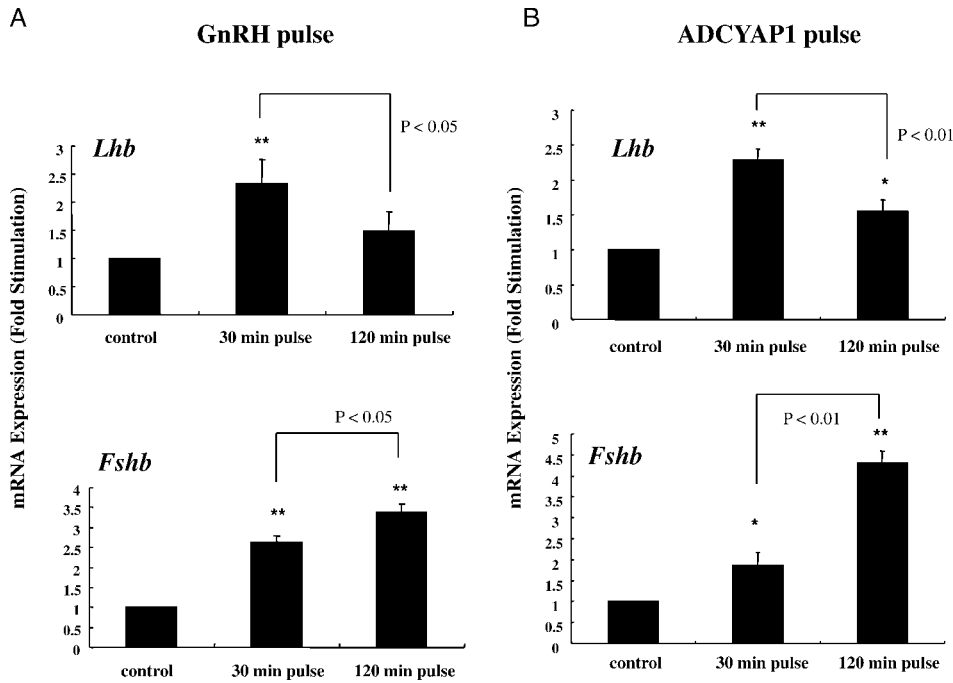 A
GnRH pulse
mRNA Expression (Fold Stimulation)
Lhb
**
P < 0.05
3
2.5
2
1.5
1
0.5
0
control
30 min pulse
120 min pulse
Fshb
P < 0.05
**
**
4
3.5
3
2.5
2
1.5
1
0.5
0
control
30 min pulse
120 min pulse
B
ADCYAP1 pulse
mRNA Expression (Fold Stimulation)
Lhb
**
*
P < 0.01
3
2.5
2
1.5
1
0.5
0
control
30 min pulse
120 min pulse
Fshb
P < 0.01
*
**
5
4.5
4
3.5
3
2.5
2
1.5
1
0.5
0
control
30 min pulse
120 min pulse